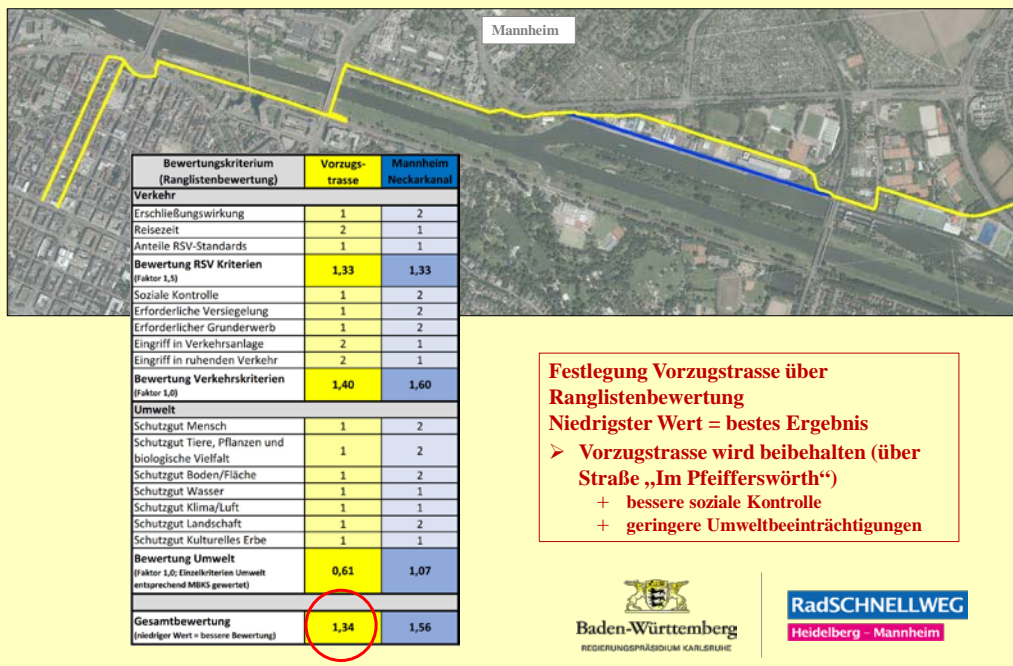 Mannheim
Bewertungskriterium Vorzugs- Mannheim
(Ranglistenbewertung) trasse Neckarkanal
Verkehr
Erschließungswirkung 1 2
Reisezeit 2 1
Anteile RSV-Standards 1 1
Bewertung RSV Kriterien 1,33 1,33
(Faktor 1,5)
Soziale Kontrolle 1 2
Erforderliche Versiegelung 1 2
Erforderlicher Grunderwerb 1 2
Eingriff in Verkehrsanlage 2 1
Eingriff in ruhenden Verkehr 2 1
Bewertung Verkehrskriterien 1,40 1,60
(Faktor 1,0)
Umwelt
Schutzgut Mensch 1 2
Schutzgut Tiere, Pflanzen und
biologische Vielfalt 1 2
Schutzgut Boden/Fläche 1 2
Schutzgut Wasser 1 1
Schutzgut Klima/Luft 1 1
Schutzgut Landschaft 1 2
Schutzgut Kulturelles Erbe 1 1
Bewertung Umwelt
(Faktor 1,0; Einzelkriterien Umwelt 0,61 1,07
entsprechend MBKS gewertet)
Gesamtbewertung 1,34 1,56
(niedriger Wert = bessere Bewertung)
Festlegung Vorzugstrasse über
Ranglistenbewertung
Niedrigster Wert = bestes Ergebnis
➢ Vorzugstrasse wird beibehalten (über
Straße „Im Pfeifferswörth“)
+ bessere soziale Kontrolle
+ geringere Umweltbeeinträchtigungen
Baden-Württemberg
REGIERUNGSPRÄSIDIUM KARLSRUHE
RadSCHNELLWEG
Heidelberg – Mannheim